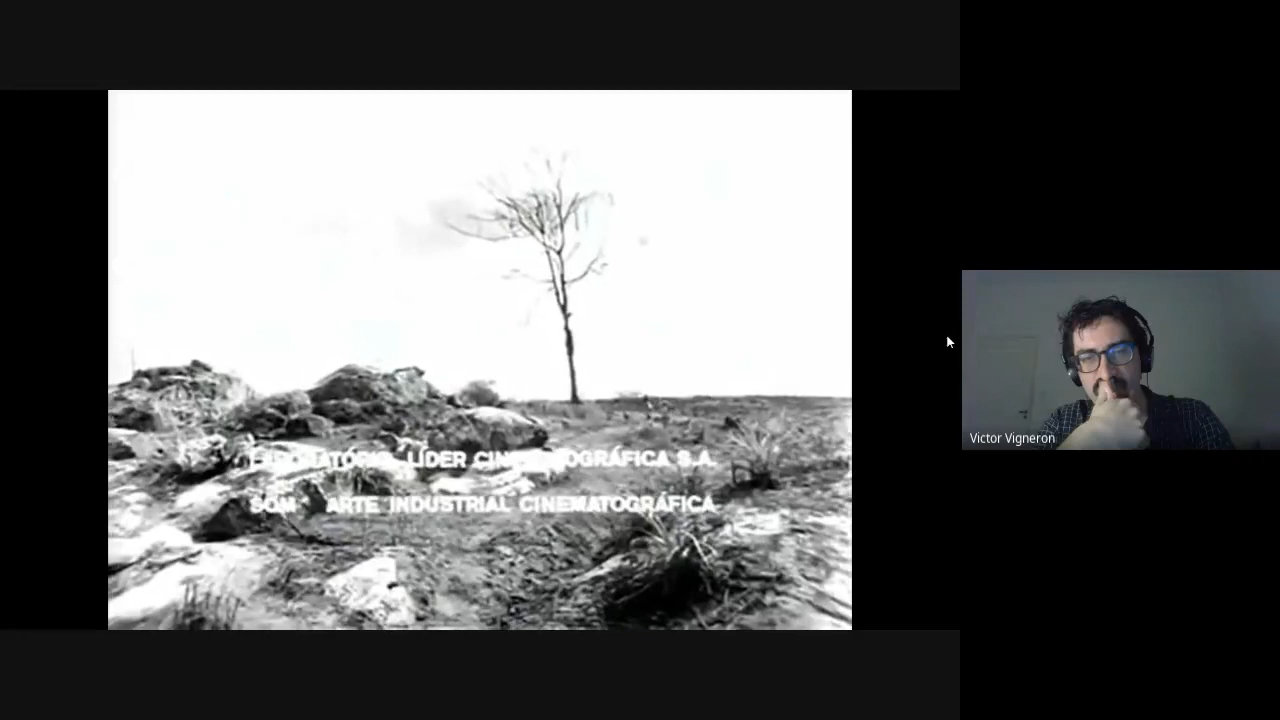 LABORATÓRIO LÍDER CINEMATOGRÁFICA S.A.
SOM ARTE INDUSTRIAL CINEMATOGRÁFICA
Victor Vigneron